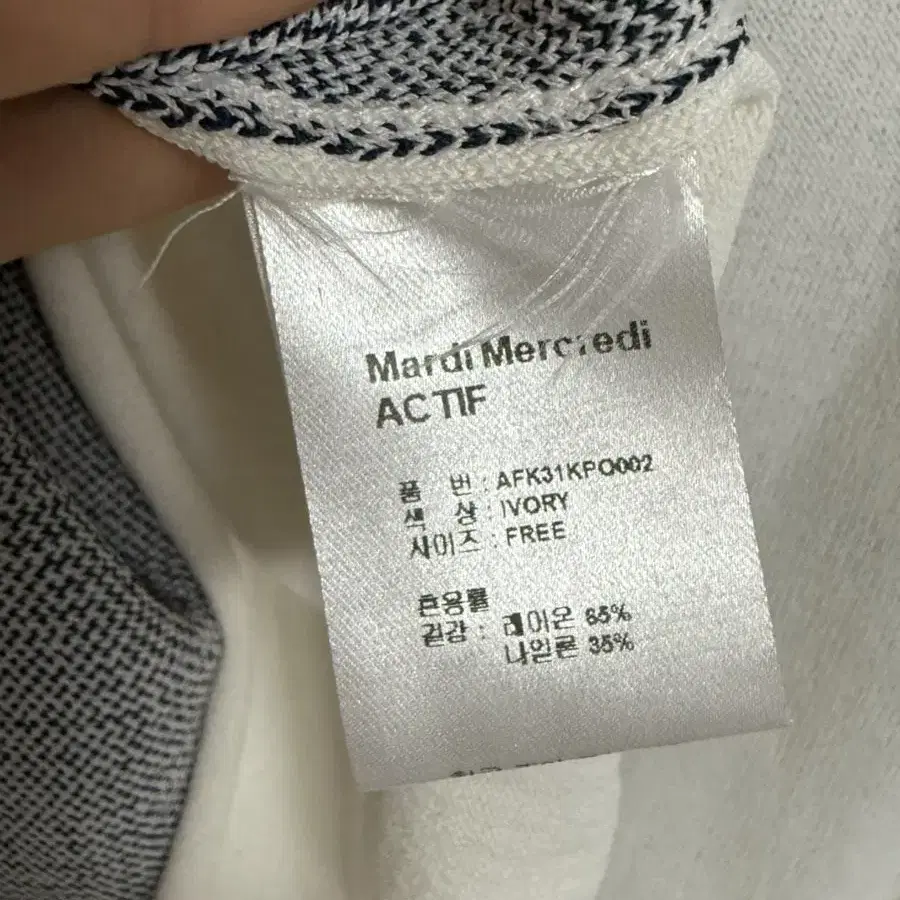 Mardi Mercredi
ACTIF
품 번 : AFK31KPO002
색 상 : IVORY
사이즈 : FREE
혼용률
겉감 : 레이온 65%
나일론 35%